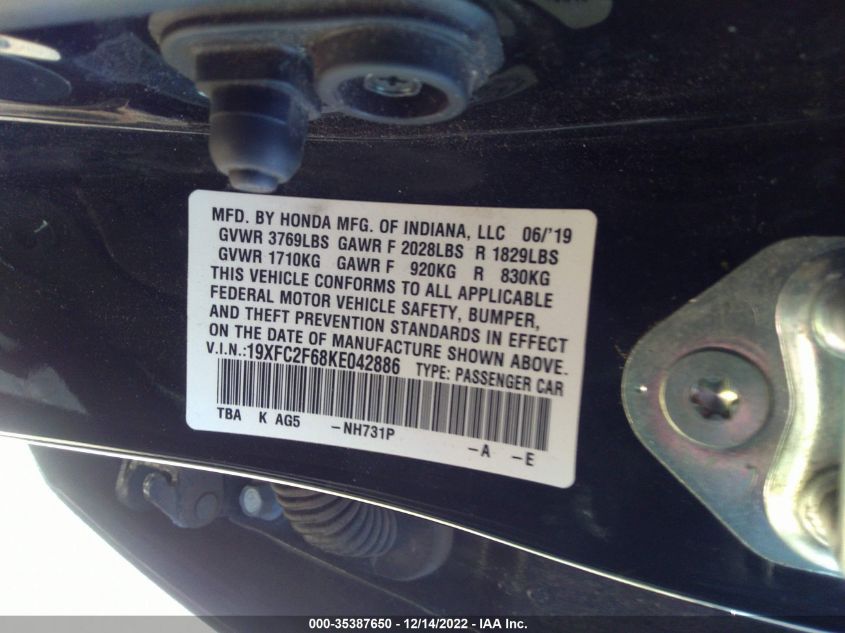 MFD. BY HONDA MFG. OF INDIANA, LLC 06/'19
GVWR 3769LBS GAWR F 2028LBS R 1829LBS
GVWR 1710KG GAWR F 920KG R 830KG
THIS VEHICLE CONFORMS TO ALL APPLICABLE
FEDERAL MOTOR VEHICLE SAFETY, BUMPER,
AND THEFT PREVENTION STANDARDS IN EFFECT
ON THE DATE OF MANUFACTURE SHOWN ABOVE.
V.I.N.:19XFC2F68KE042886 TYPE: PASSENGER CAR
TBA K AG5 -NH731P -A -E
000-35387650 - 12/14/2022 - IAA Inc.